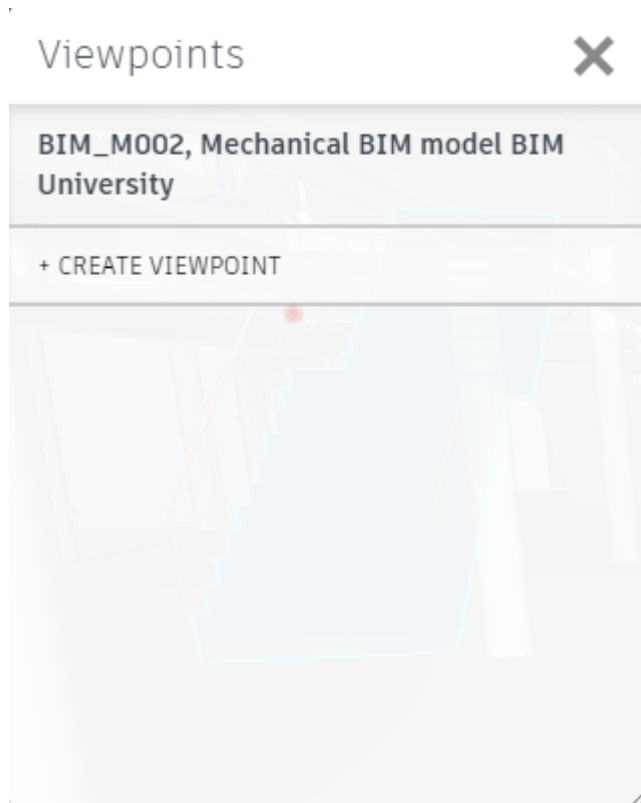 Viewpoints
BIM_M002, Mechanical BIM model BIM
University
+ CREATE VIEWPOINT